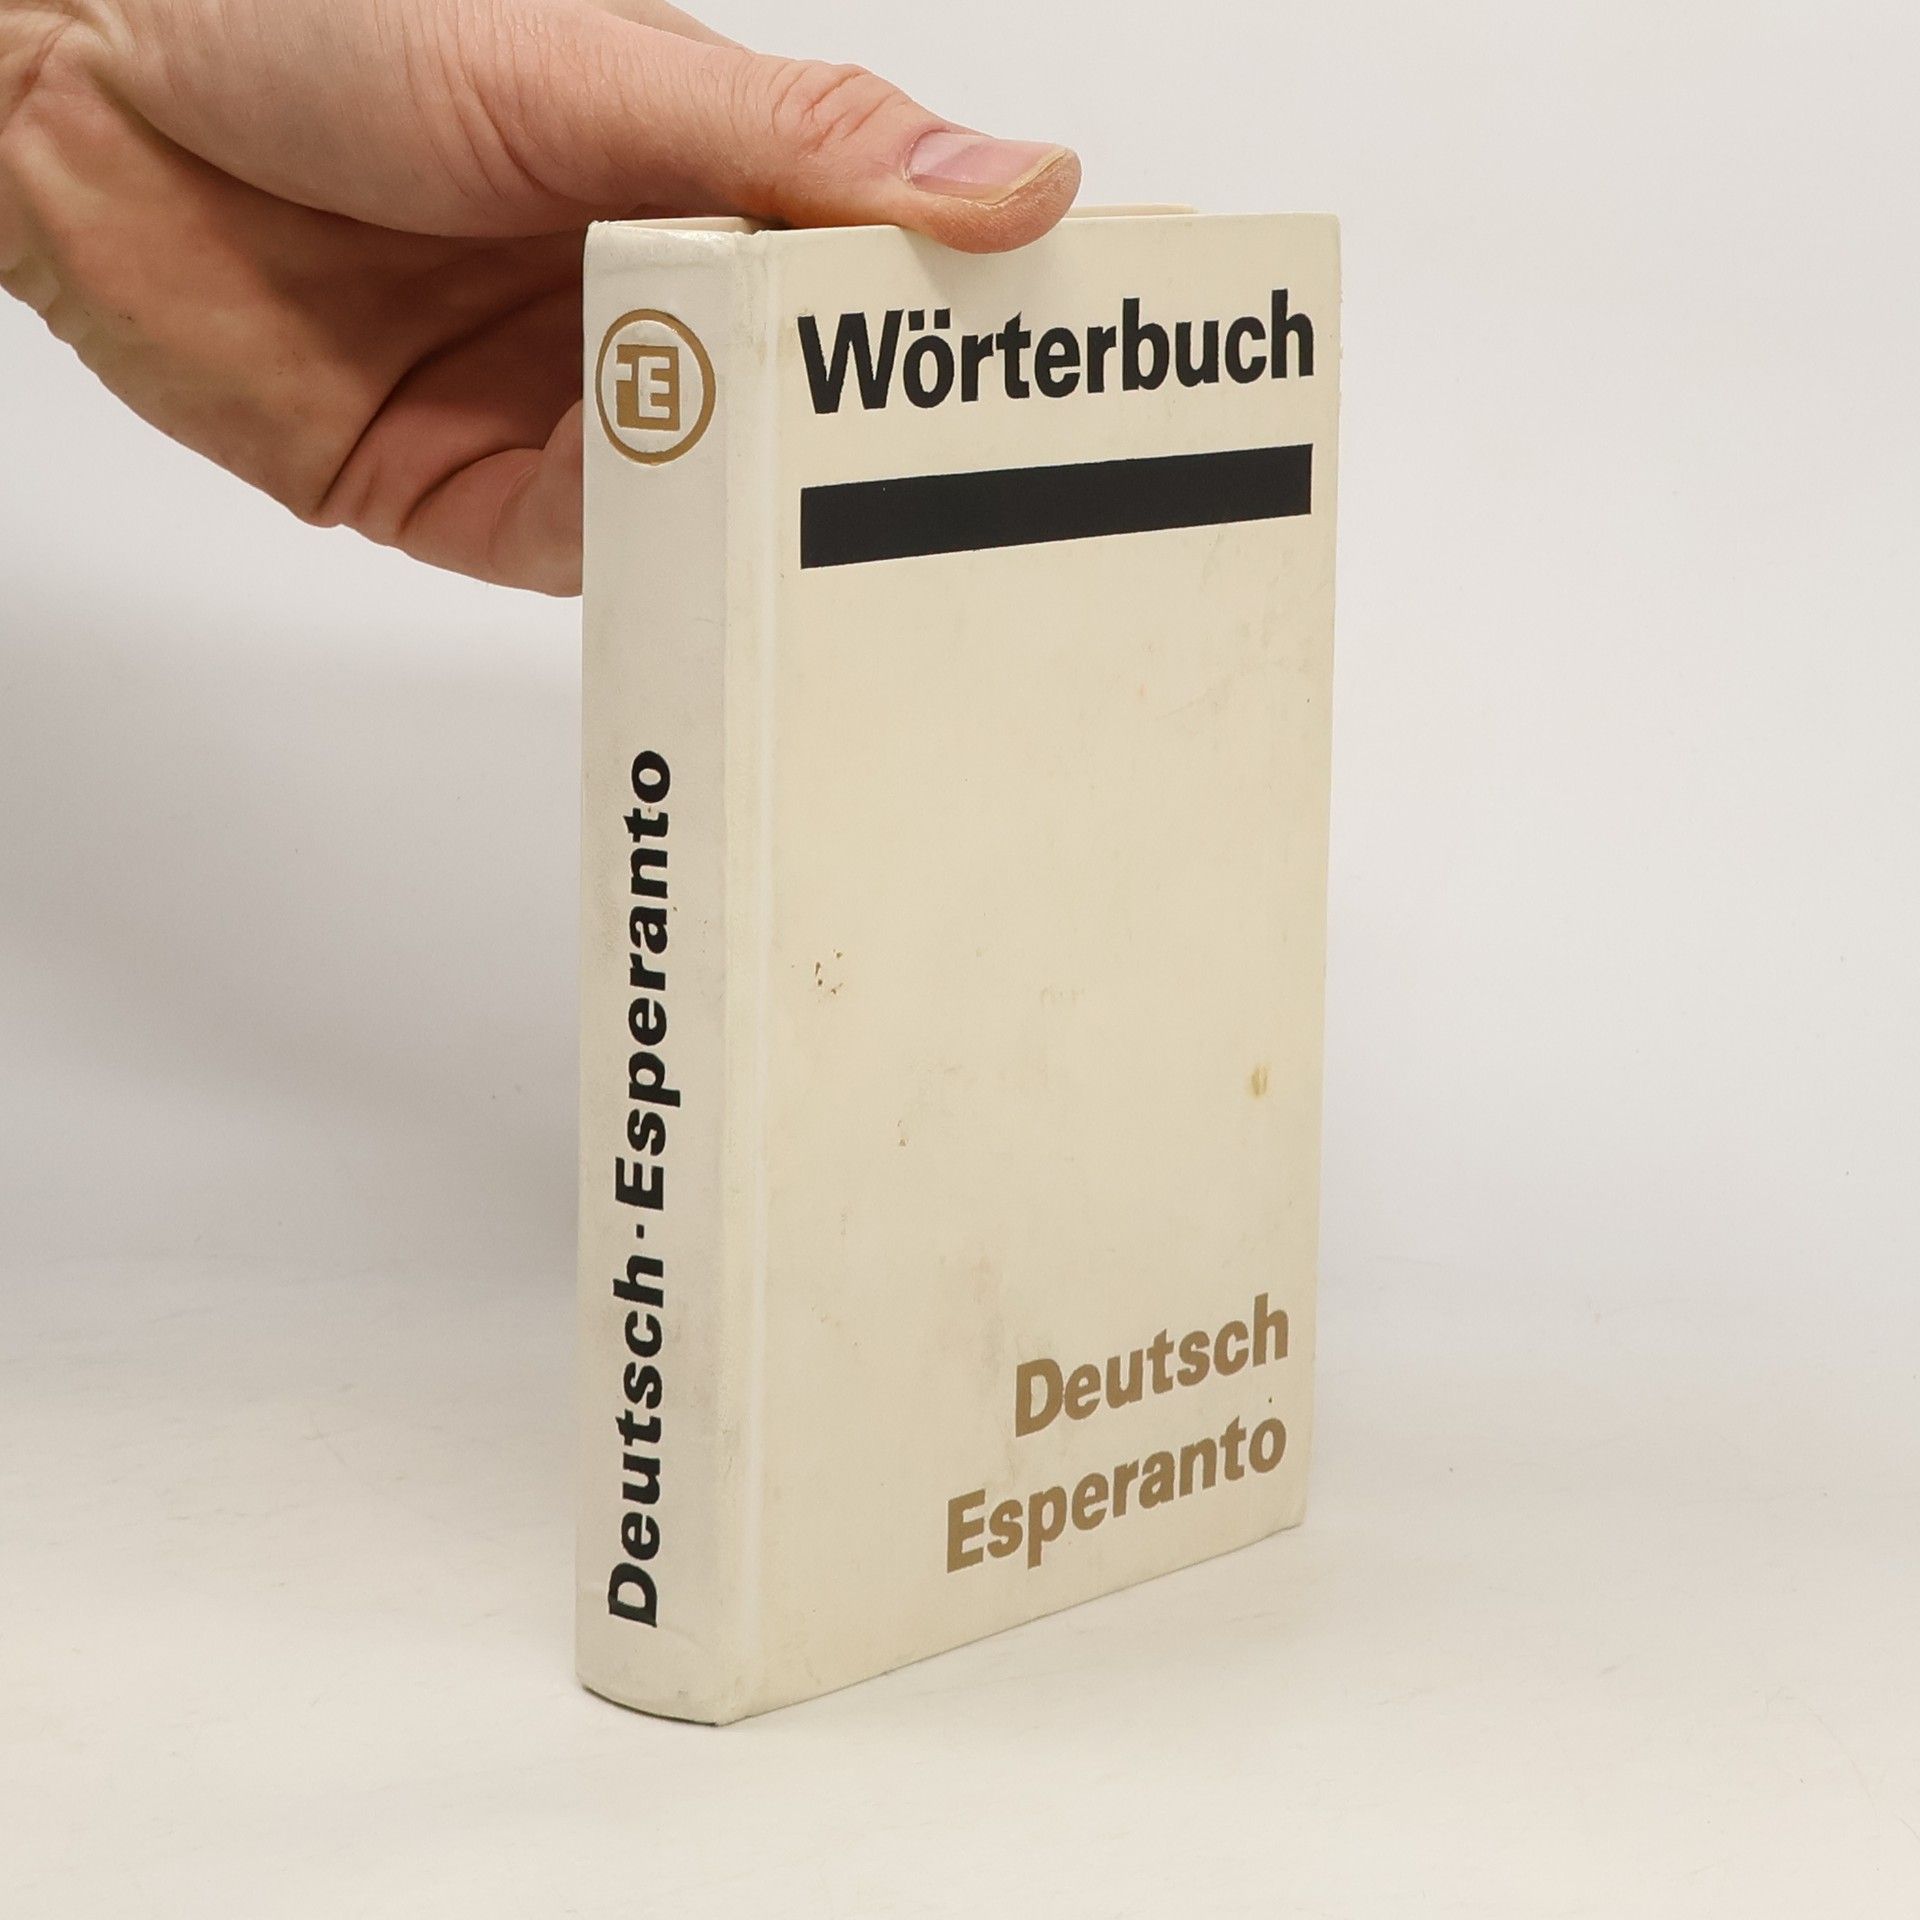 E
Deutsch-Esperanto
Wörterbuch
Deutsch
Esperanto